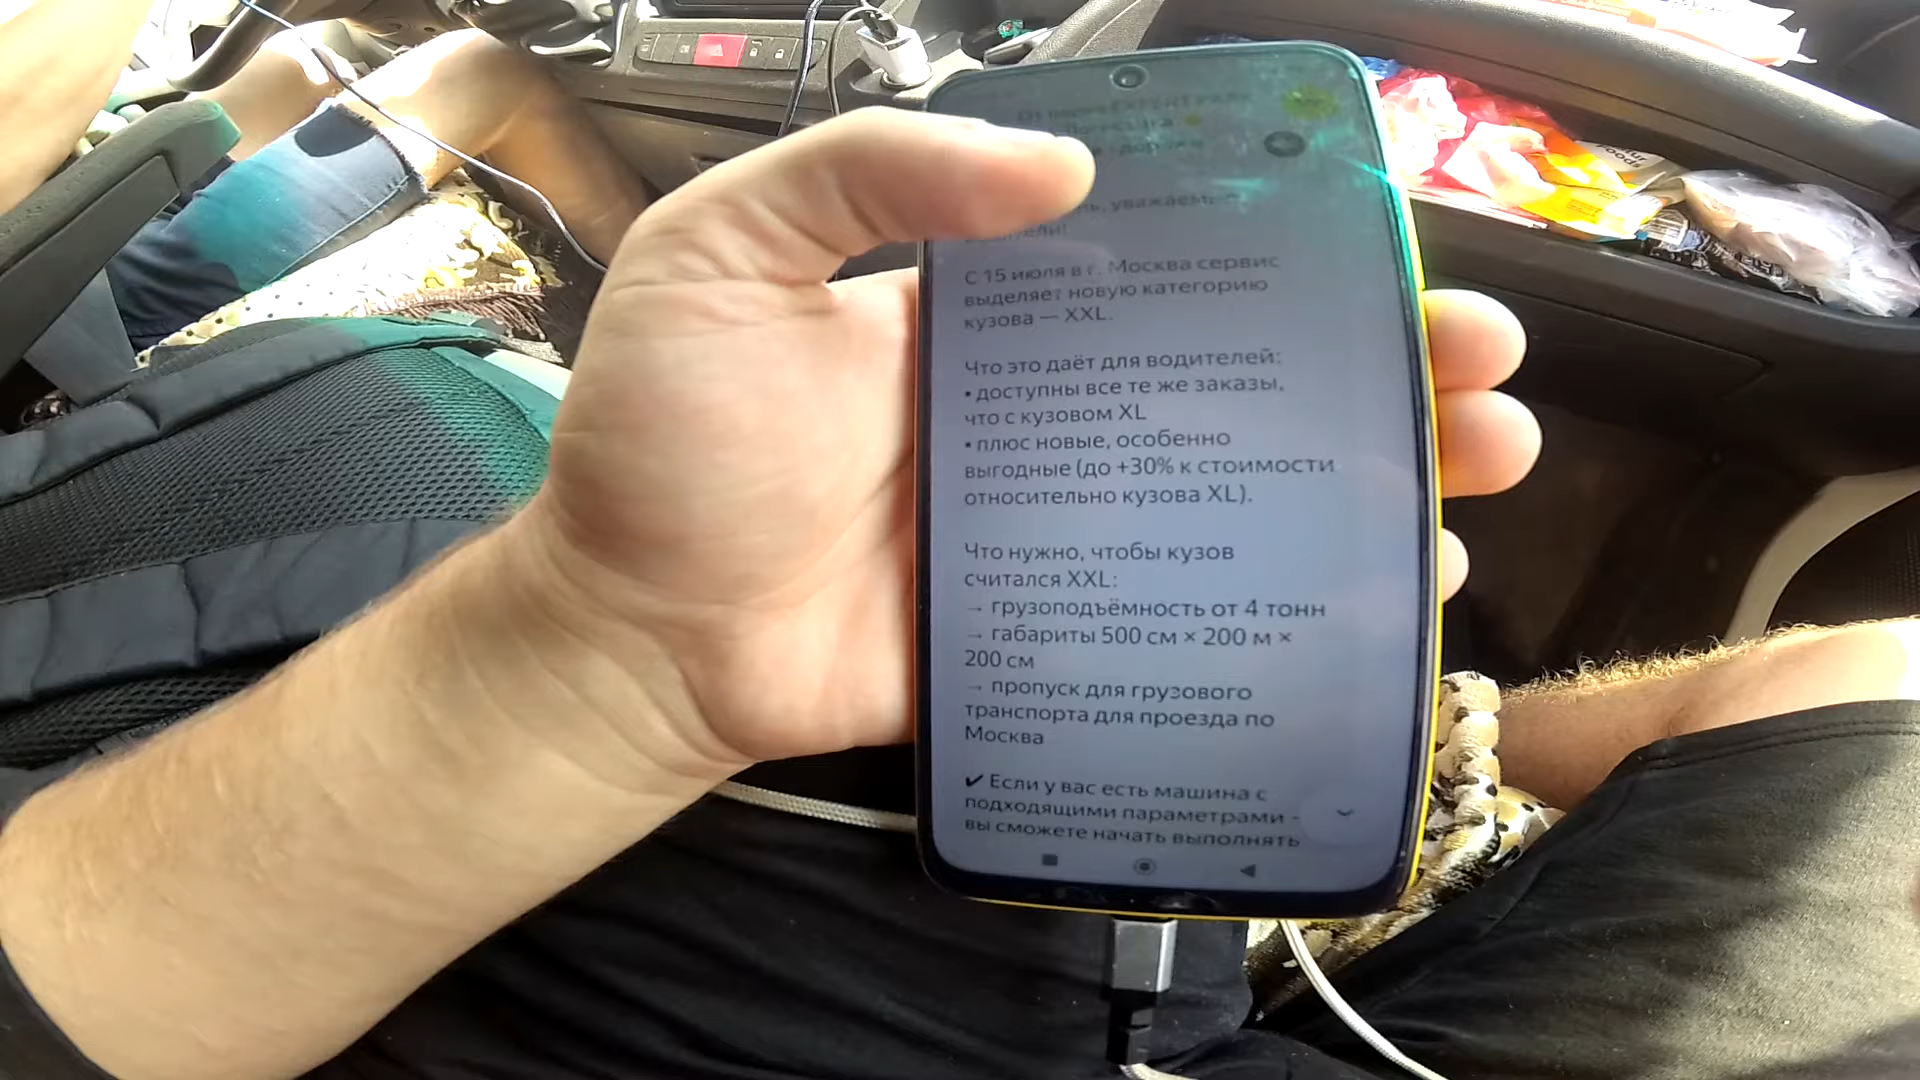 уважаемые
С 15 июля в г. Москва сервис
выделяет новую категорию
кузова — XXL.
Что это даёт для водителей:
• доступны все те же заказы,
что с кузовом XL
• плюс новые, особенно
выгодные (до +30% к стоимости
относительно кузова XL).
Что нужно, чтобы кузов
считался XXL:
→ грузоподъёмность от 4 тонн
→ габариты 500 см × 200 м ×
200 см
→ пропуск для грузового
транспорта для проезда по
Москва
✔ Если у вас есть машина с
подходящими параметрами -
вы сможете начать выполнять